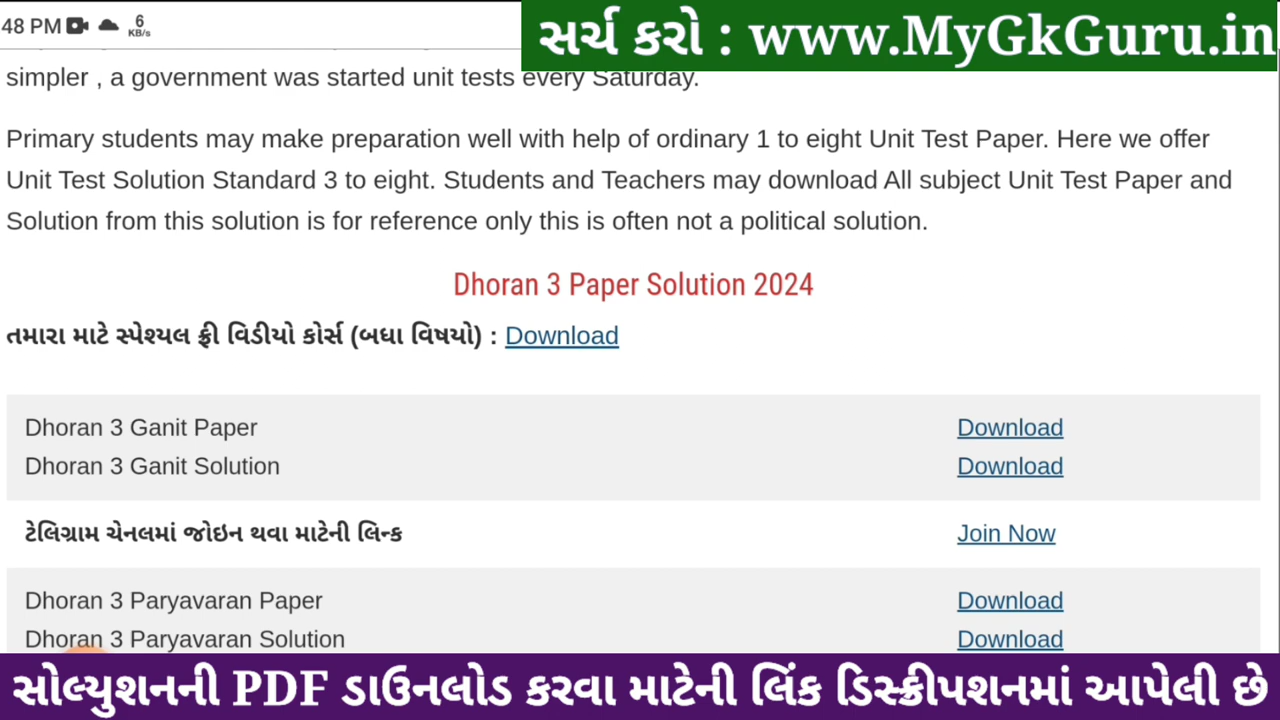 48 PM 6 KB/s
સર્ચ કરો : www.MyGkGuru.in
simpler , a government was started unit tests every Saturday.
Primary students may make preparation well with help of ordinary 1 to eight Unit Test Paper. Here we offer
Unit Test Solution Standard 3 to eight. Students and Teachers may download All subject Unit Test Paper and
Solution from this solution is for reference only this is often not a political solution.
Dhoran 3 Paper Solution 2024
તમારા માટે સ્પેશ્યલ ફ્રી વિડીયો કોર્સ (બધા વિષયો) : Download
Dhoran 3 Ganit Paper Download
Dhoran 3 Ganit Solution Download
ટેલિગ્રામ ચેનલમાં જોઇન થવા માટેની લિન્ક Join Now
Dhoran 3 Paryavaran Paper Download
Dhoran 3 Paryavaran Solution Download
સોલ્યુશનની PDF ડાઉનલોડ કરવા માટેની લિંક ડિસ્ક્રીપશનમાં આપેલી છે